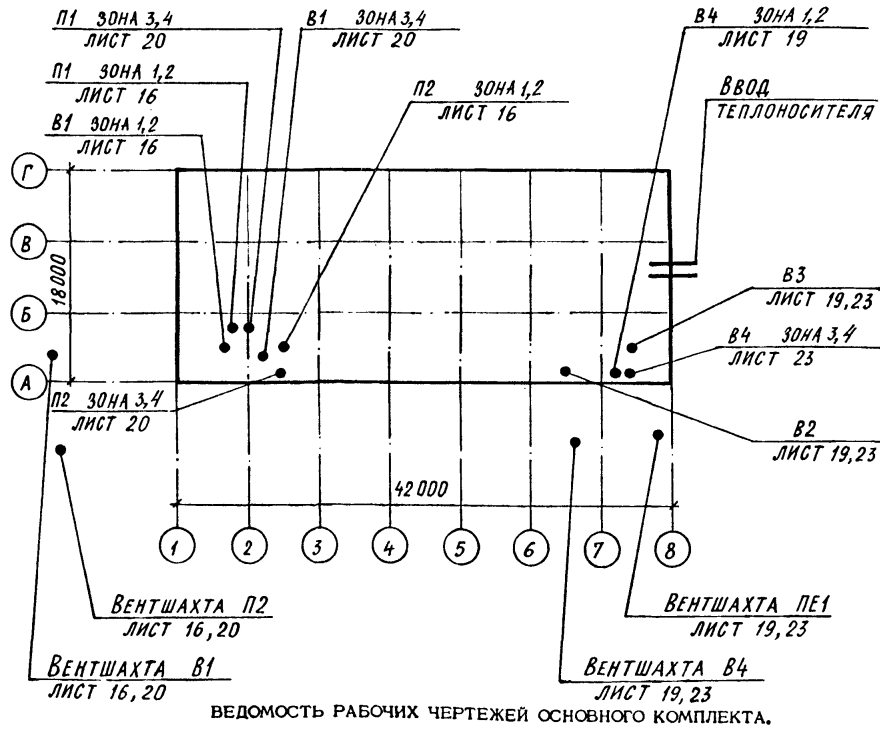 П1 ЗОНА 3,4
ЛИСТ 20
В1 ЗОНА 3,4
ЛИСТ 20
В4 ЗОНА 1,2
ЛИСТ 19
П1 ЗОНА 1,2
ЛИСТ 16
П2 ЗОНА 1,2
ЛИСТ 16
ВВОД
ТЕПЛОНОСИТЕЛЯ
В1 ЗОНА 1,2
ЛИСТ 16
Г
В
18000
Б
А
В3
ЛИСТ 19,23
В4 ЗОНА 3,4
ЛИСТ 23
П2 ЗОНА 3,4
ЛИСТ 20
В2
ЛИСТ 19,23
42000
1 2 3 4 5 6 7 8
ВЕНТШАХТА П2
ЛИСТ 16,20
ВЕНТШАХТА ПЕ1
ЛИСТ 19,23
ВЕНТШАХТА В1
ЛИСТ 16,20
ВЕНТШАХТА В4
ЛИСТ 19,23
ВЕДОМОСТЬ РАБОЧИХ ЧЕРТЕЖЕЙ ОСНОВНОГО КОМПЛЕКТА.